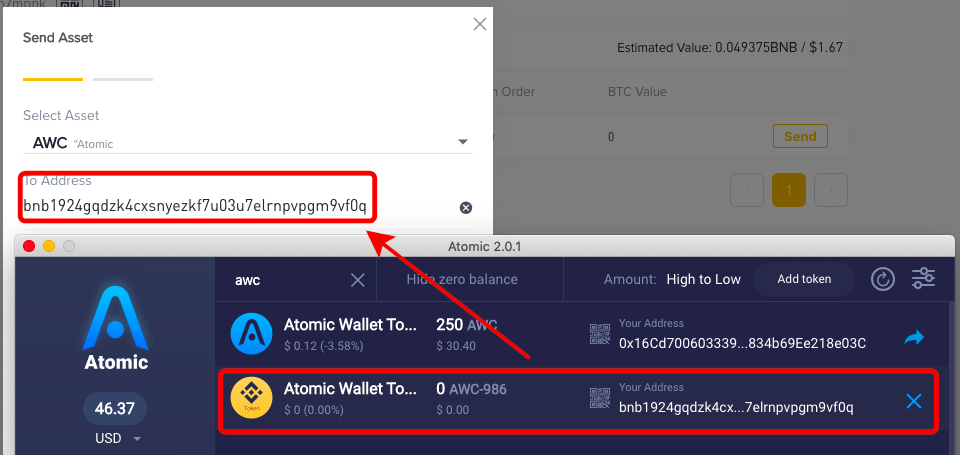 Send Asset
Estimated Value: 0.049375BNB / $1.67
Order
BTC Value
Select Asset
AWC "Atomic
0
Send
To Address
1
bnb1924gqdzk4cxsnyezkf7u03u7elrnpvpgm9vf0q
Atomic 2.0.1
awc
Hide zero balance
Amount: High to Low
Add token
Atomic Wallet To... 250 AWC Your Address
$ 0.12 (-3.58%) $ 30.40 0x16Cd700603339...834b69Ee218e03C
Atomic
Atomic Wallet To... 0 AWC-986 Your Address
Token
$ 0 (0.00%) $ 0.00 bnb1924gqdzk4cx...7elrnpvpgm9vf0q
46.37
USD